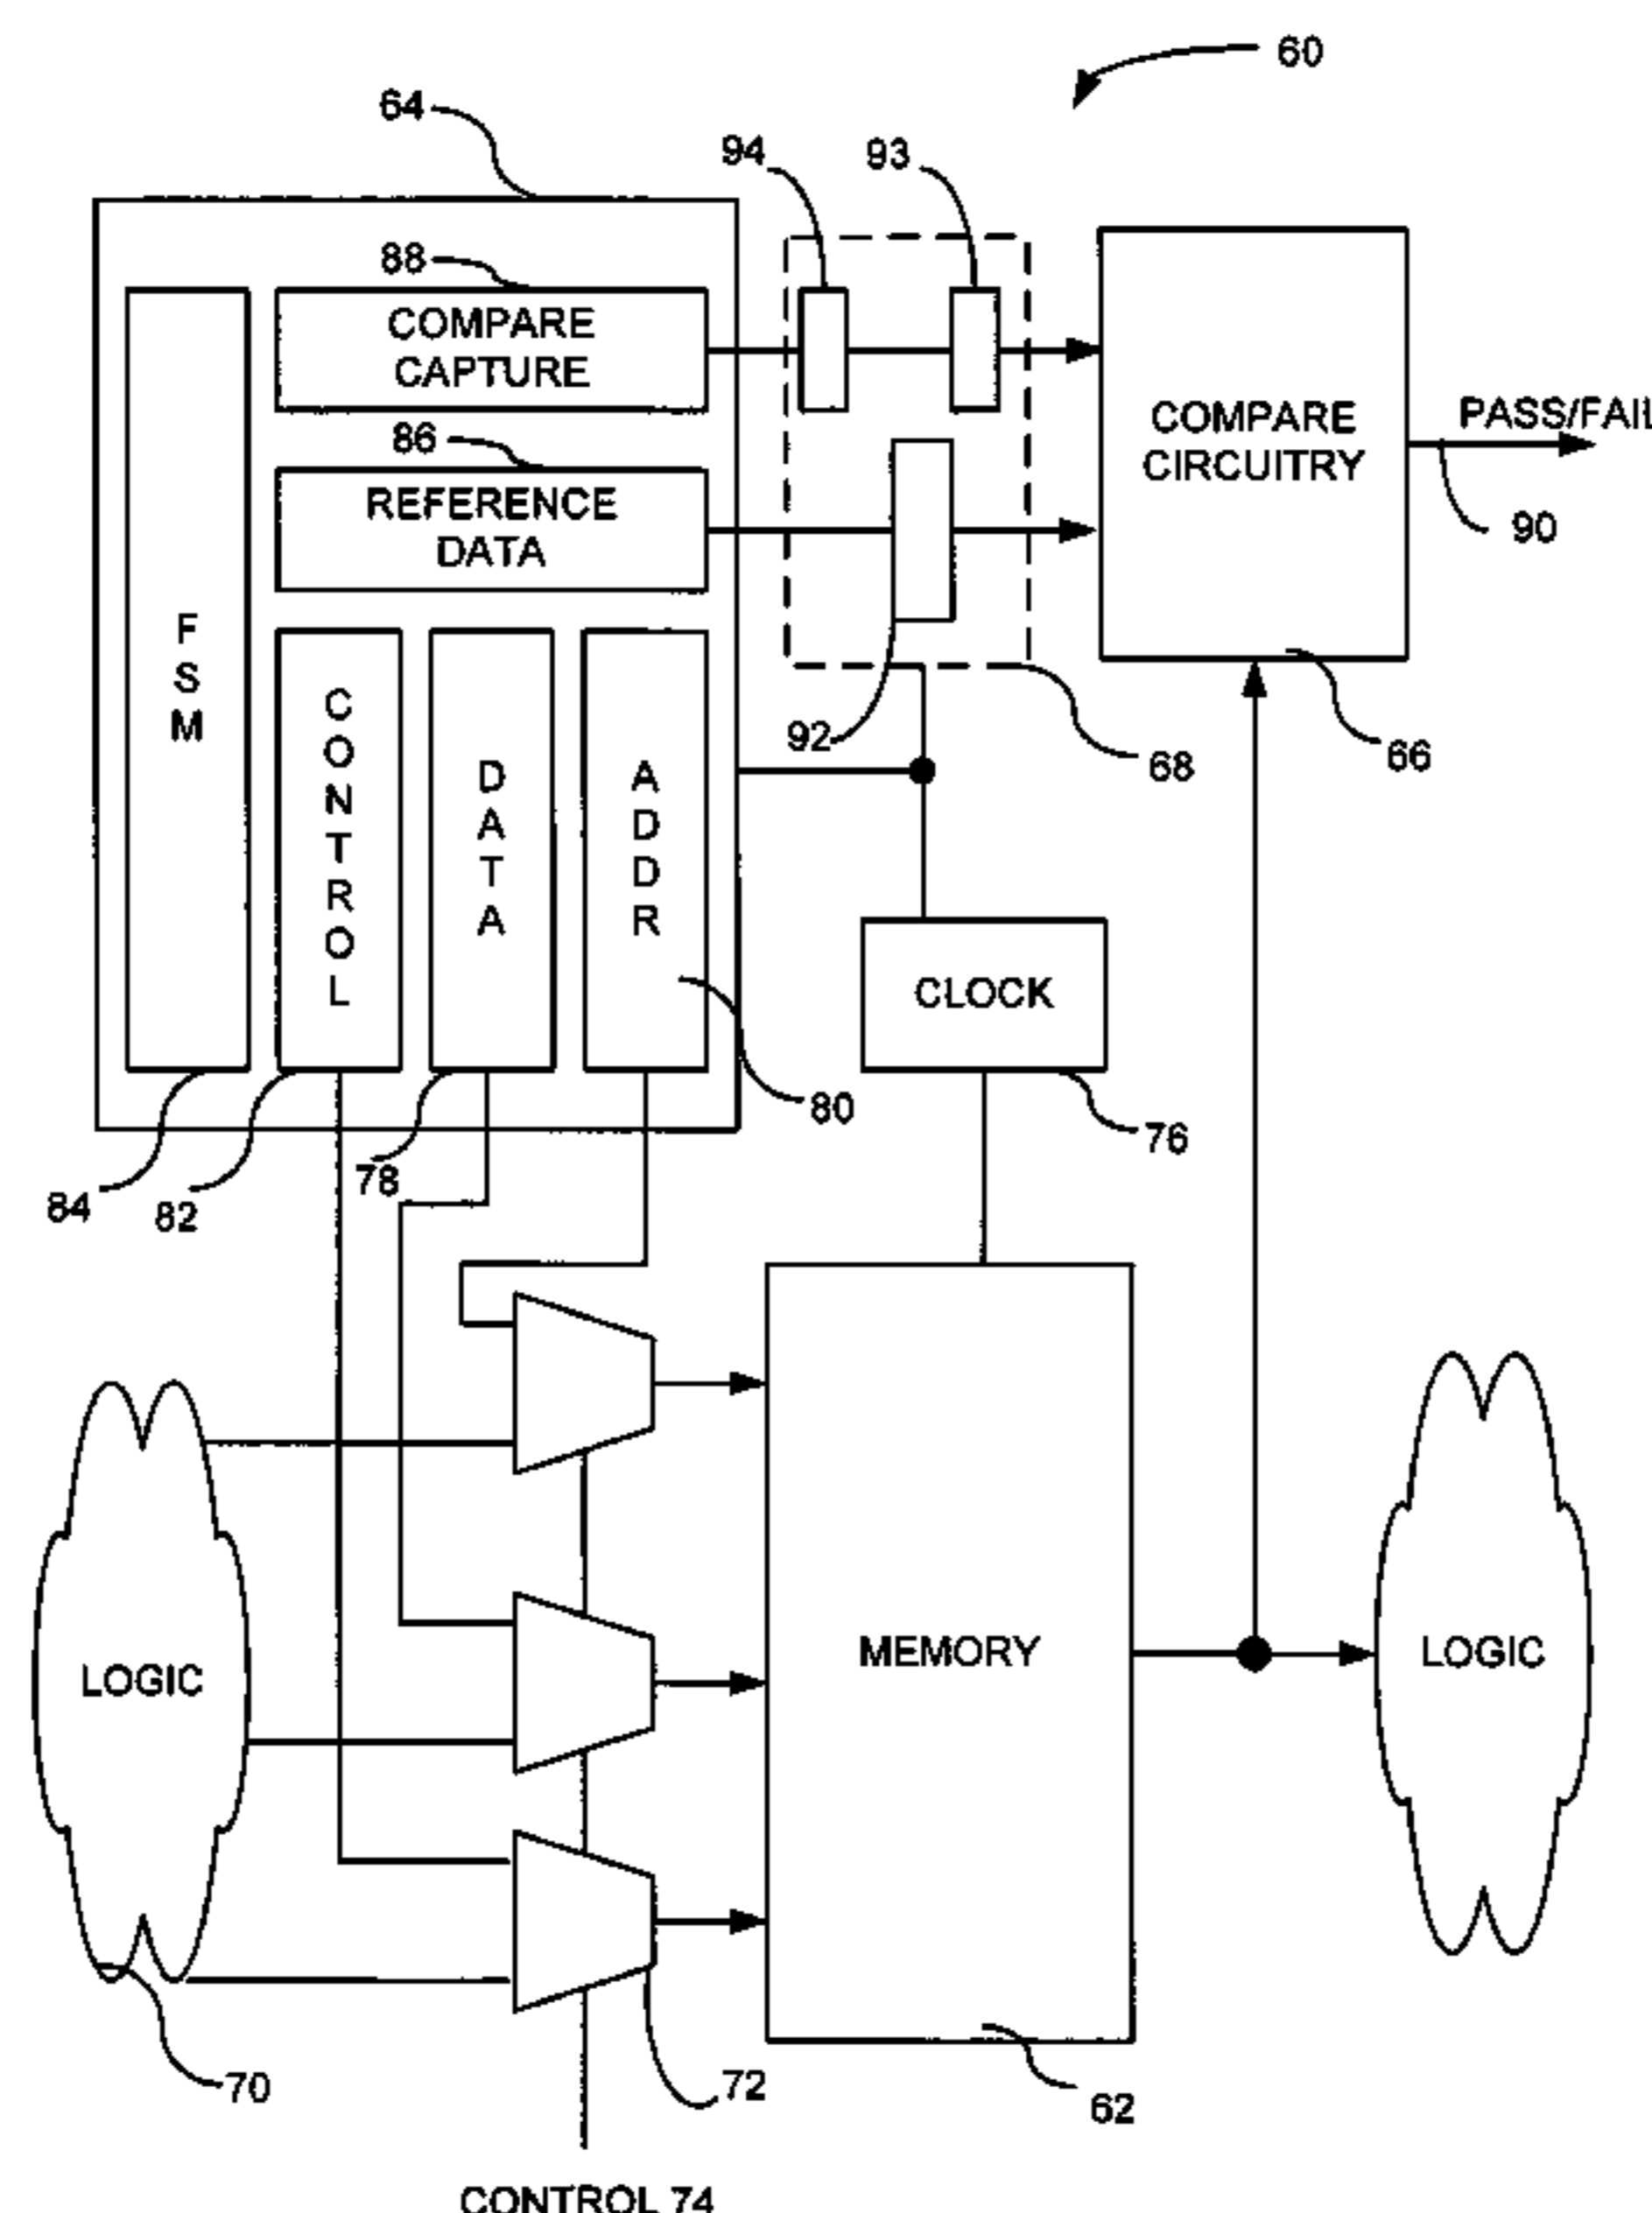 60
64
94
93
88
COMPARE
CAPTURE
86
REFERENCE
DATA
COMPARE
CIRCUITRY
PASS/FAIL
90
F
S
M
C
O
N
T
R
O
L
D
A
T
A
A
D
D
R
92
68
66
CLOCK
80
76
84
82
78
LOGIC
MEMORY
LOGIC
70
72
62
CONTROL 74